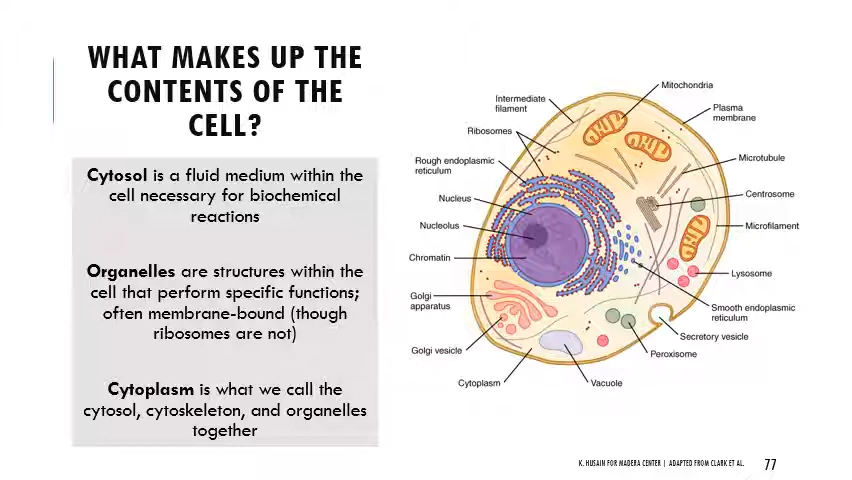 WHAT MAKES UP THE
CONTENTS OF THE
CELL?
Cytosol is a fluid medium within the
cell necessary for biochemical
reactions
Organelles are structures within the
cell that perform specific functions;
often membrane-bound (though
ribosomes are not)
Cytoplasm is what we call the
cytosol, cytoskeleton, and organelles
together
Mitochondria
Intermediate
filament
Plasma
membrane
Ribosomes
Rough endoplasmic
reticulum
Microtubule
Nucleus
Centrosome
Nucleolus
Microfilament
Chromatin
Lysosome
Golgi
apparatus
Smooth endoplasmic
reticulum
Secretory vesicle
Golgi vesicle
Peroxisome
Cytoplasm
Vacuole
K. HUSAIN FOR MADERA CENTER | ADAPTED FROM CLARK ET AL.
77